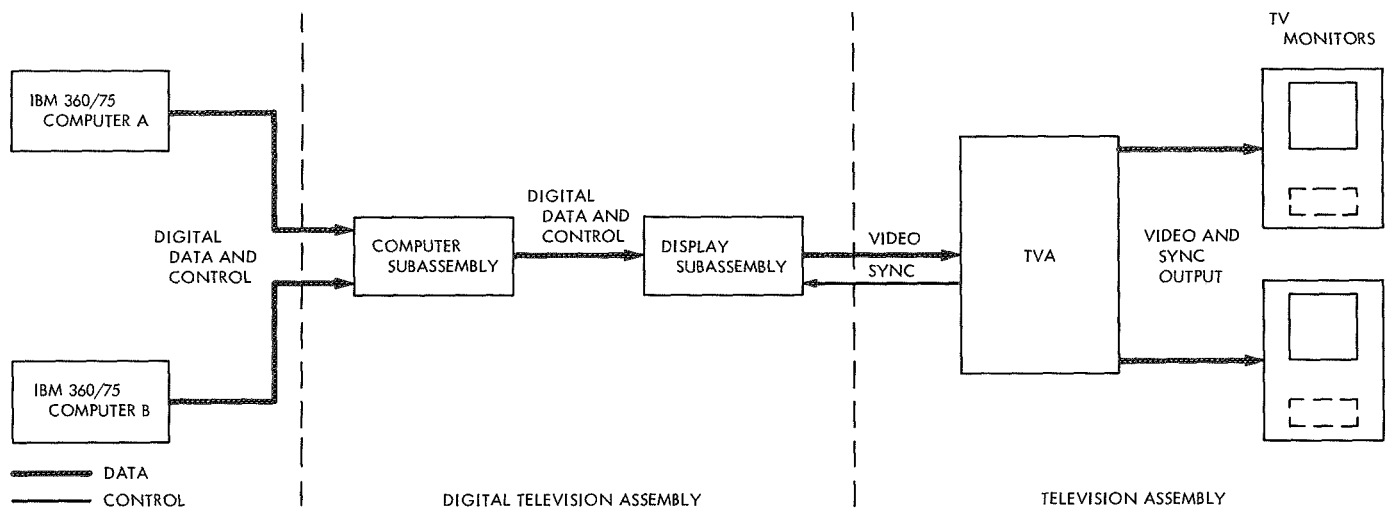 TV
MONITORS
IBM 360/75
COMPUTER A
DIGITAL
DATA AND
CONTROL
COMPUTER
SUBASSEMBLY
DIGITAL
DATA AND
CONTROL
DISPLAY
SUBASSEMBLY
VIDEO
SYNC
TVA
VIDEO AND
SYNC
OUTPUT
IBM 360/75
COMPUTER B
DATA
CONTROL
DIGITAL TELEVISION ASSEMBLY
TELEVISION ASSEMBLY